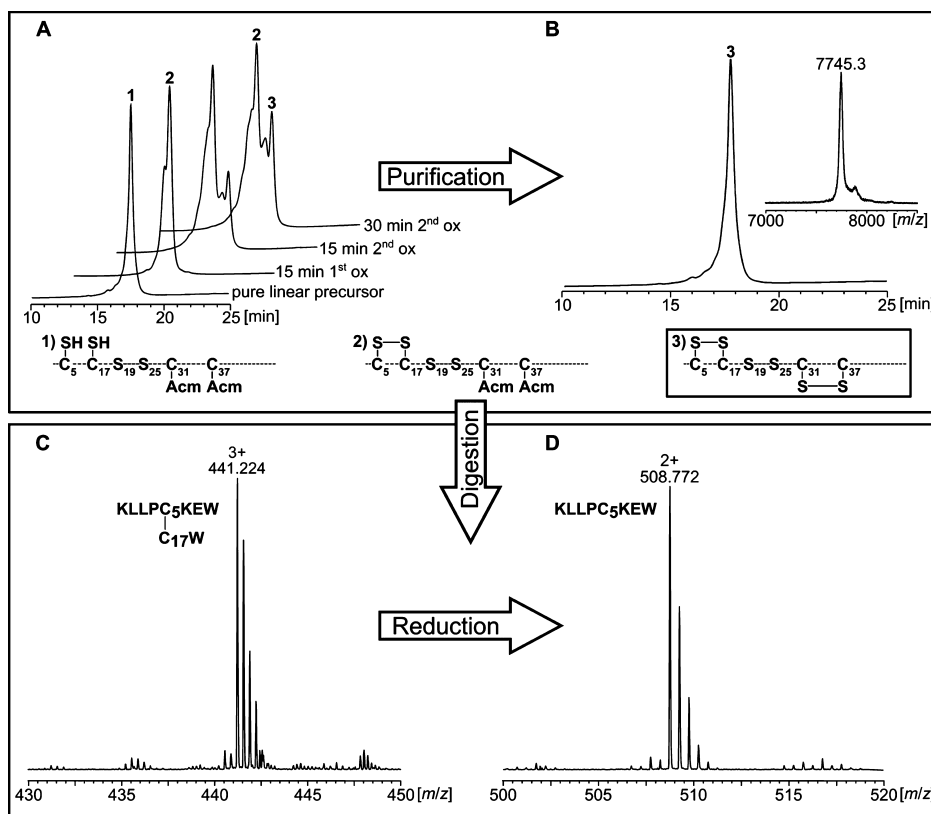 A
1
2
2
3
30 min 2nd ox
15 min 2nd ox
15 min 1st ox
pure linear precursor
10 15 20 25 [min]
Purification
B
3
7745.3
7000 8000 [m/z]
10 15 20 25 [min]
1) SH SH
C5 C17 S19 S25 C31 C37
Acm Acm
2) S S
C5 C17 S19 S25 C31 C37
Acm Acm
3) S S
C5 C17 S19 S25 C31 C37
S S
Digestion
C
3+
441.224
KLLPC5KEW
C17W
430 435 440 445 450 [m/z]
Reduction
D
2+
508.772
KLLPC5KEW
500 505 510 515 520 [m/z]